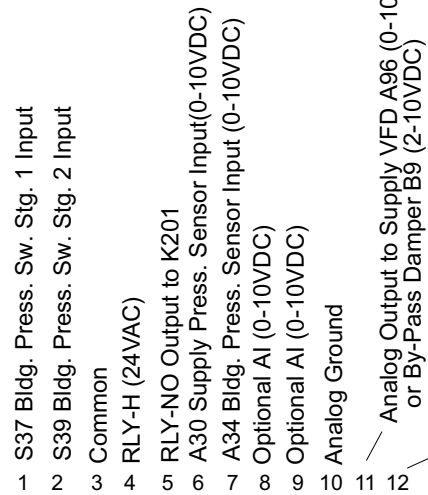 S37 Bldg. Press. Sw. Stg. 1 Input
S39 Bldg. Press. Sw. Stg. 2 Input
Common
RLY-H (24VAC)
RLY-NO Output to K201
A30 Supply Press. Sensor Input(0-10VDC)
A34 Bldg. Press. Sensor Input (0-10VDC)
Optional AI (0-10VDC)
Optional AI (0-10VDC)
Analog Ground
Analog Output to Supply VFD A96 (0-10
or By-Pass Damper B9 (2-10VDC)
1 2 3 4 5 6 7 8 9 10 11 12